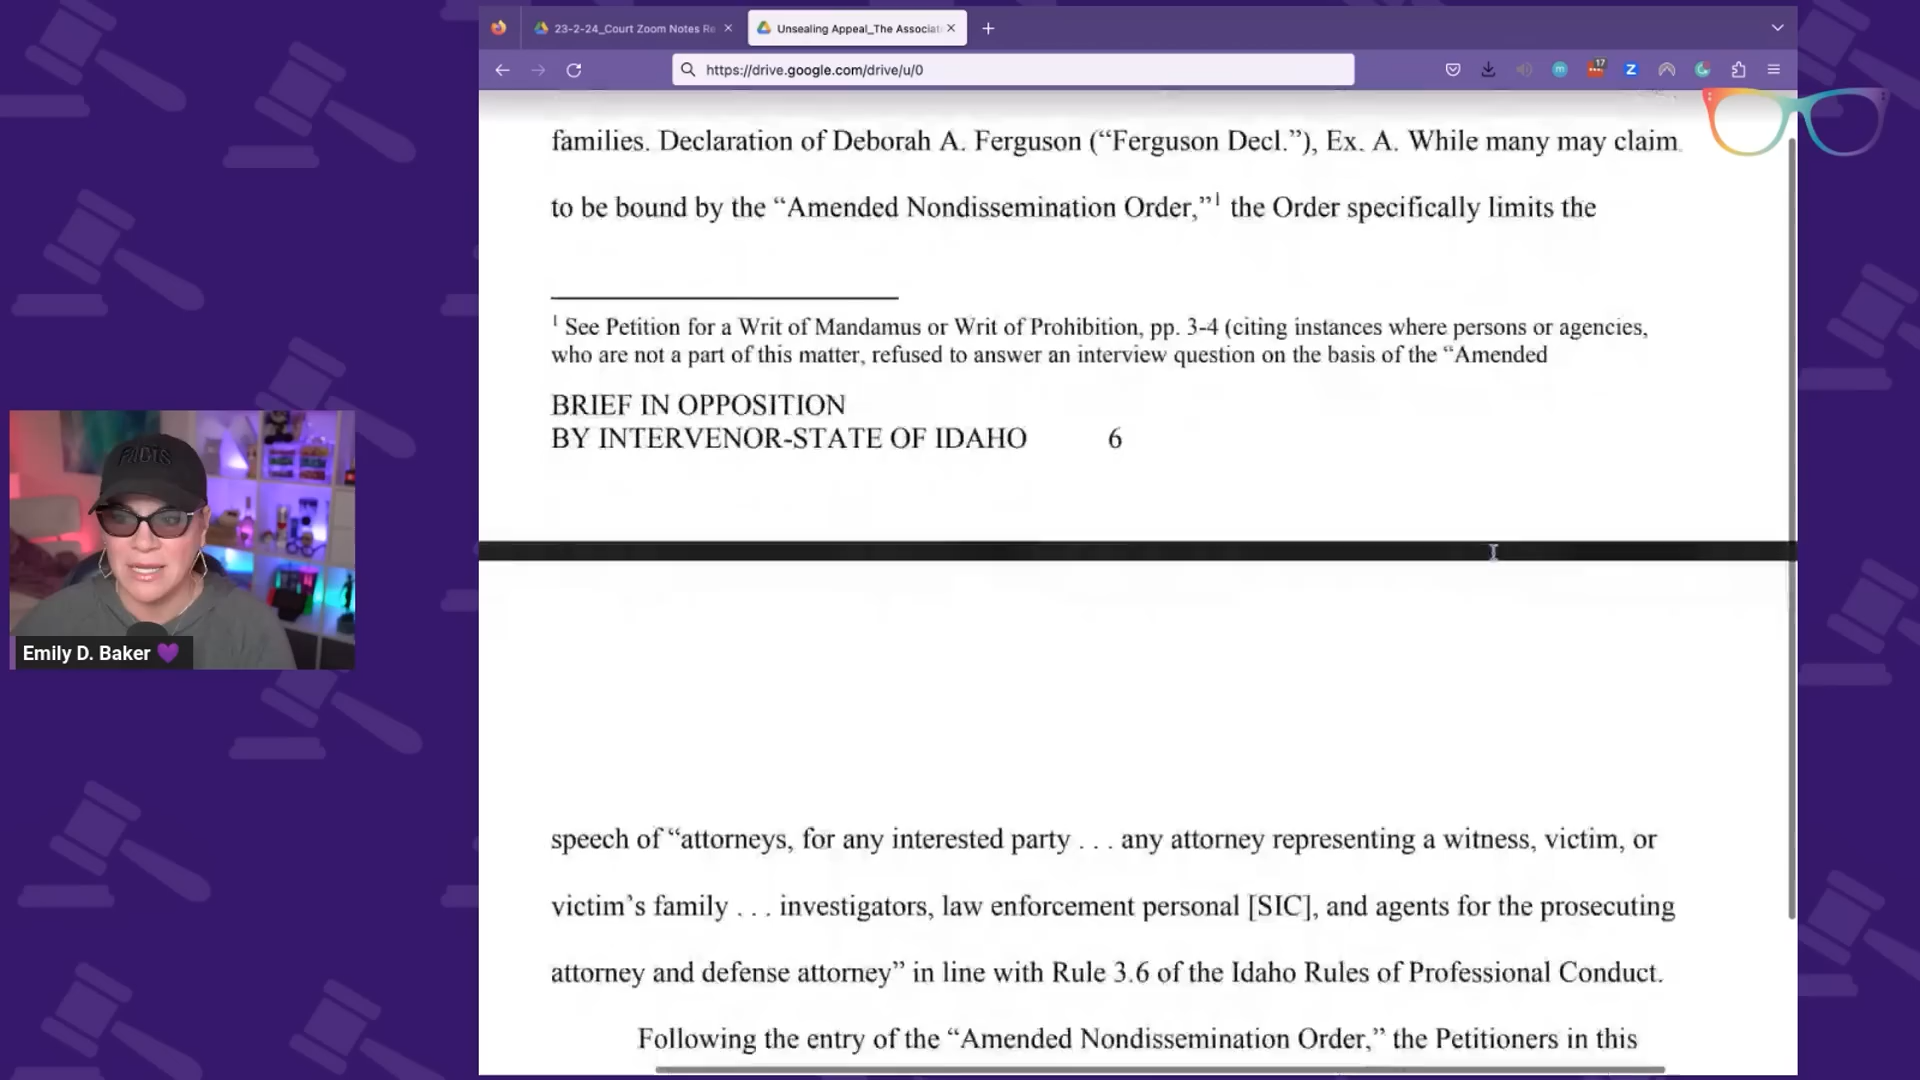 23-2-24_Court Zoom Notes Re
Unsealing Appeal_The Associat
https://drive.google.com/drive/u/0
17
Z
m
families. Declaration of Deborah A. Ferguson (“Ferguson Decl.”), Ex. A. While many may claim
to be bound by the “Amended Nondissemination Order,”1 the Order specifically limits the
1 See Petition for a Writ of Mandamus or Writ of Prohibition, pp. 3-4 (citing instances where persons or agencies,
who are not a part of this matter, refused to answer an interview question on the basis of the “Amended
BRIEF IN OPPOSITION
BY INTERVENOR-STATE OF IDAHO 6
FACTS
Emily D. Baker 💜
speech of “attorneys, for any interested party . . . any attorney representing a witness, victim, or
victim’s family . . . investigators, law enforcement personal [SIC], and agents for the prosecuting
attorney and defense attorney” in line with Rule 3.6 of the Idaho Rules of Professional Conduct.
Following the entry of the “Amended Nondissemination Order,” the Petitioners in this